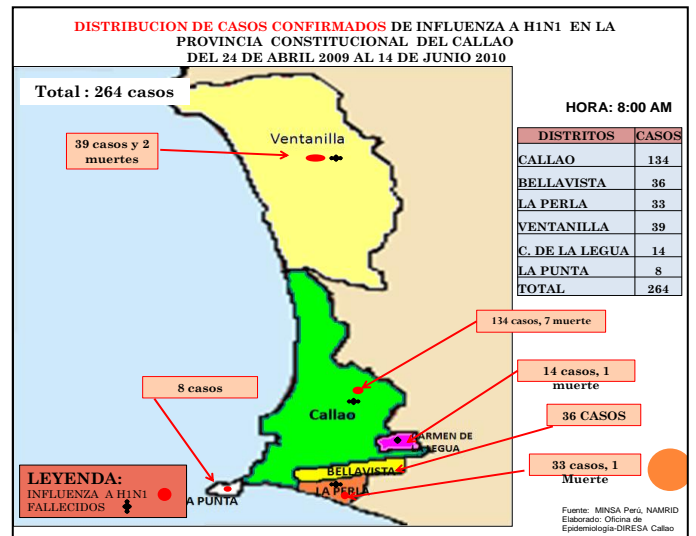 DISTRIBUCION DE CASOS CONFIRMADOS DE INFLUENZA A H1N1 EN LA
PROVINCIA CONSTITUCIONAL DEL CALLAO
DEL 24 DE ABRIL 2009 AL 14 DE JUNIO 2010
Total : 264 casos
HORA: 8:00 AM
DISTRITOS CASOS
CALLAO 134
BELLAVISTA 36
LA PERLA 33
VENTANILLA 39
C. DE LA LEGUA 14
LA PUNTA 8
TOTAL 264
39 casos y 2
muertes
Ventanilla
134 casos, 7 muerte
14 casos, 1
muerte
8 casos
Callao
36 CASOS
CARMEN DE
LEGUA
BELLAVISTA
33 casos, 1
Muerte
LA PERLA
A PUNTA
LEYENDA:
INFLUENZA A H1N1
FALLECIDOS
Fuente: MINSA Perú, NAMRID
Elaborado: Oficina de
Epidemiología-DIRESA Callao